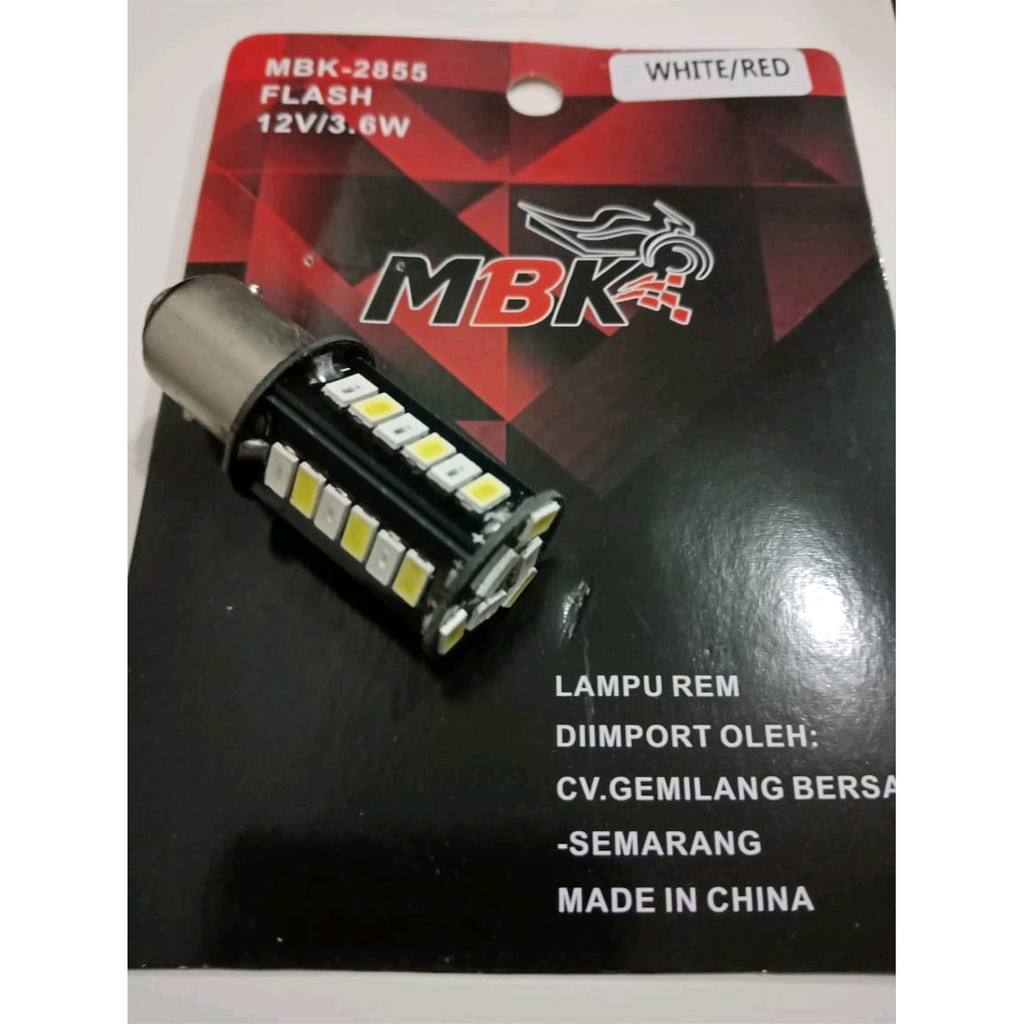 MBK-2855
FLASH
12V/3.6W
WHITE/RED
MBK
LAMPU REM
DIIMPORT OLEH:
CV.GEMILANG BERSA
-SEMARANG
MADE IN CHINA